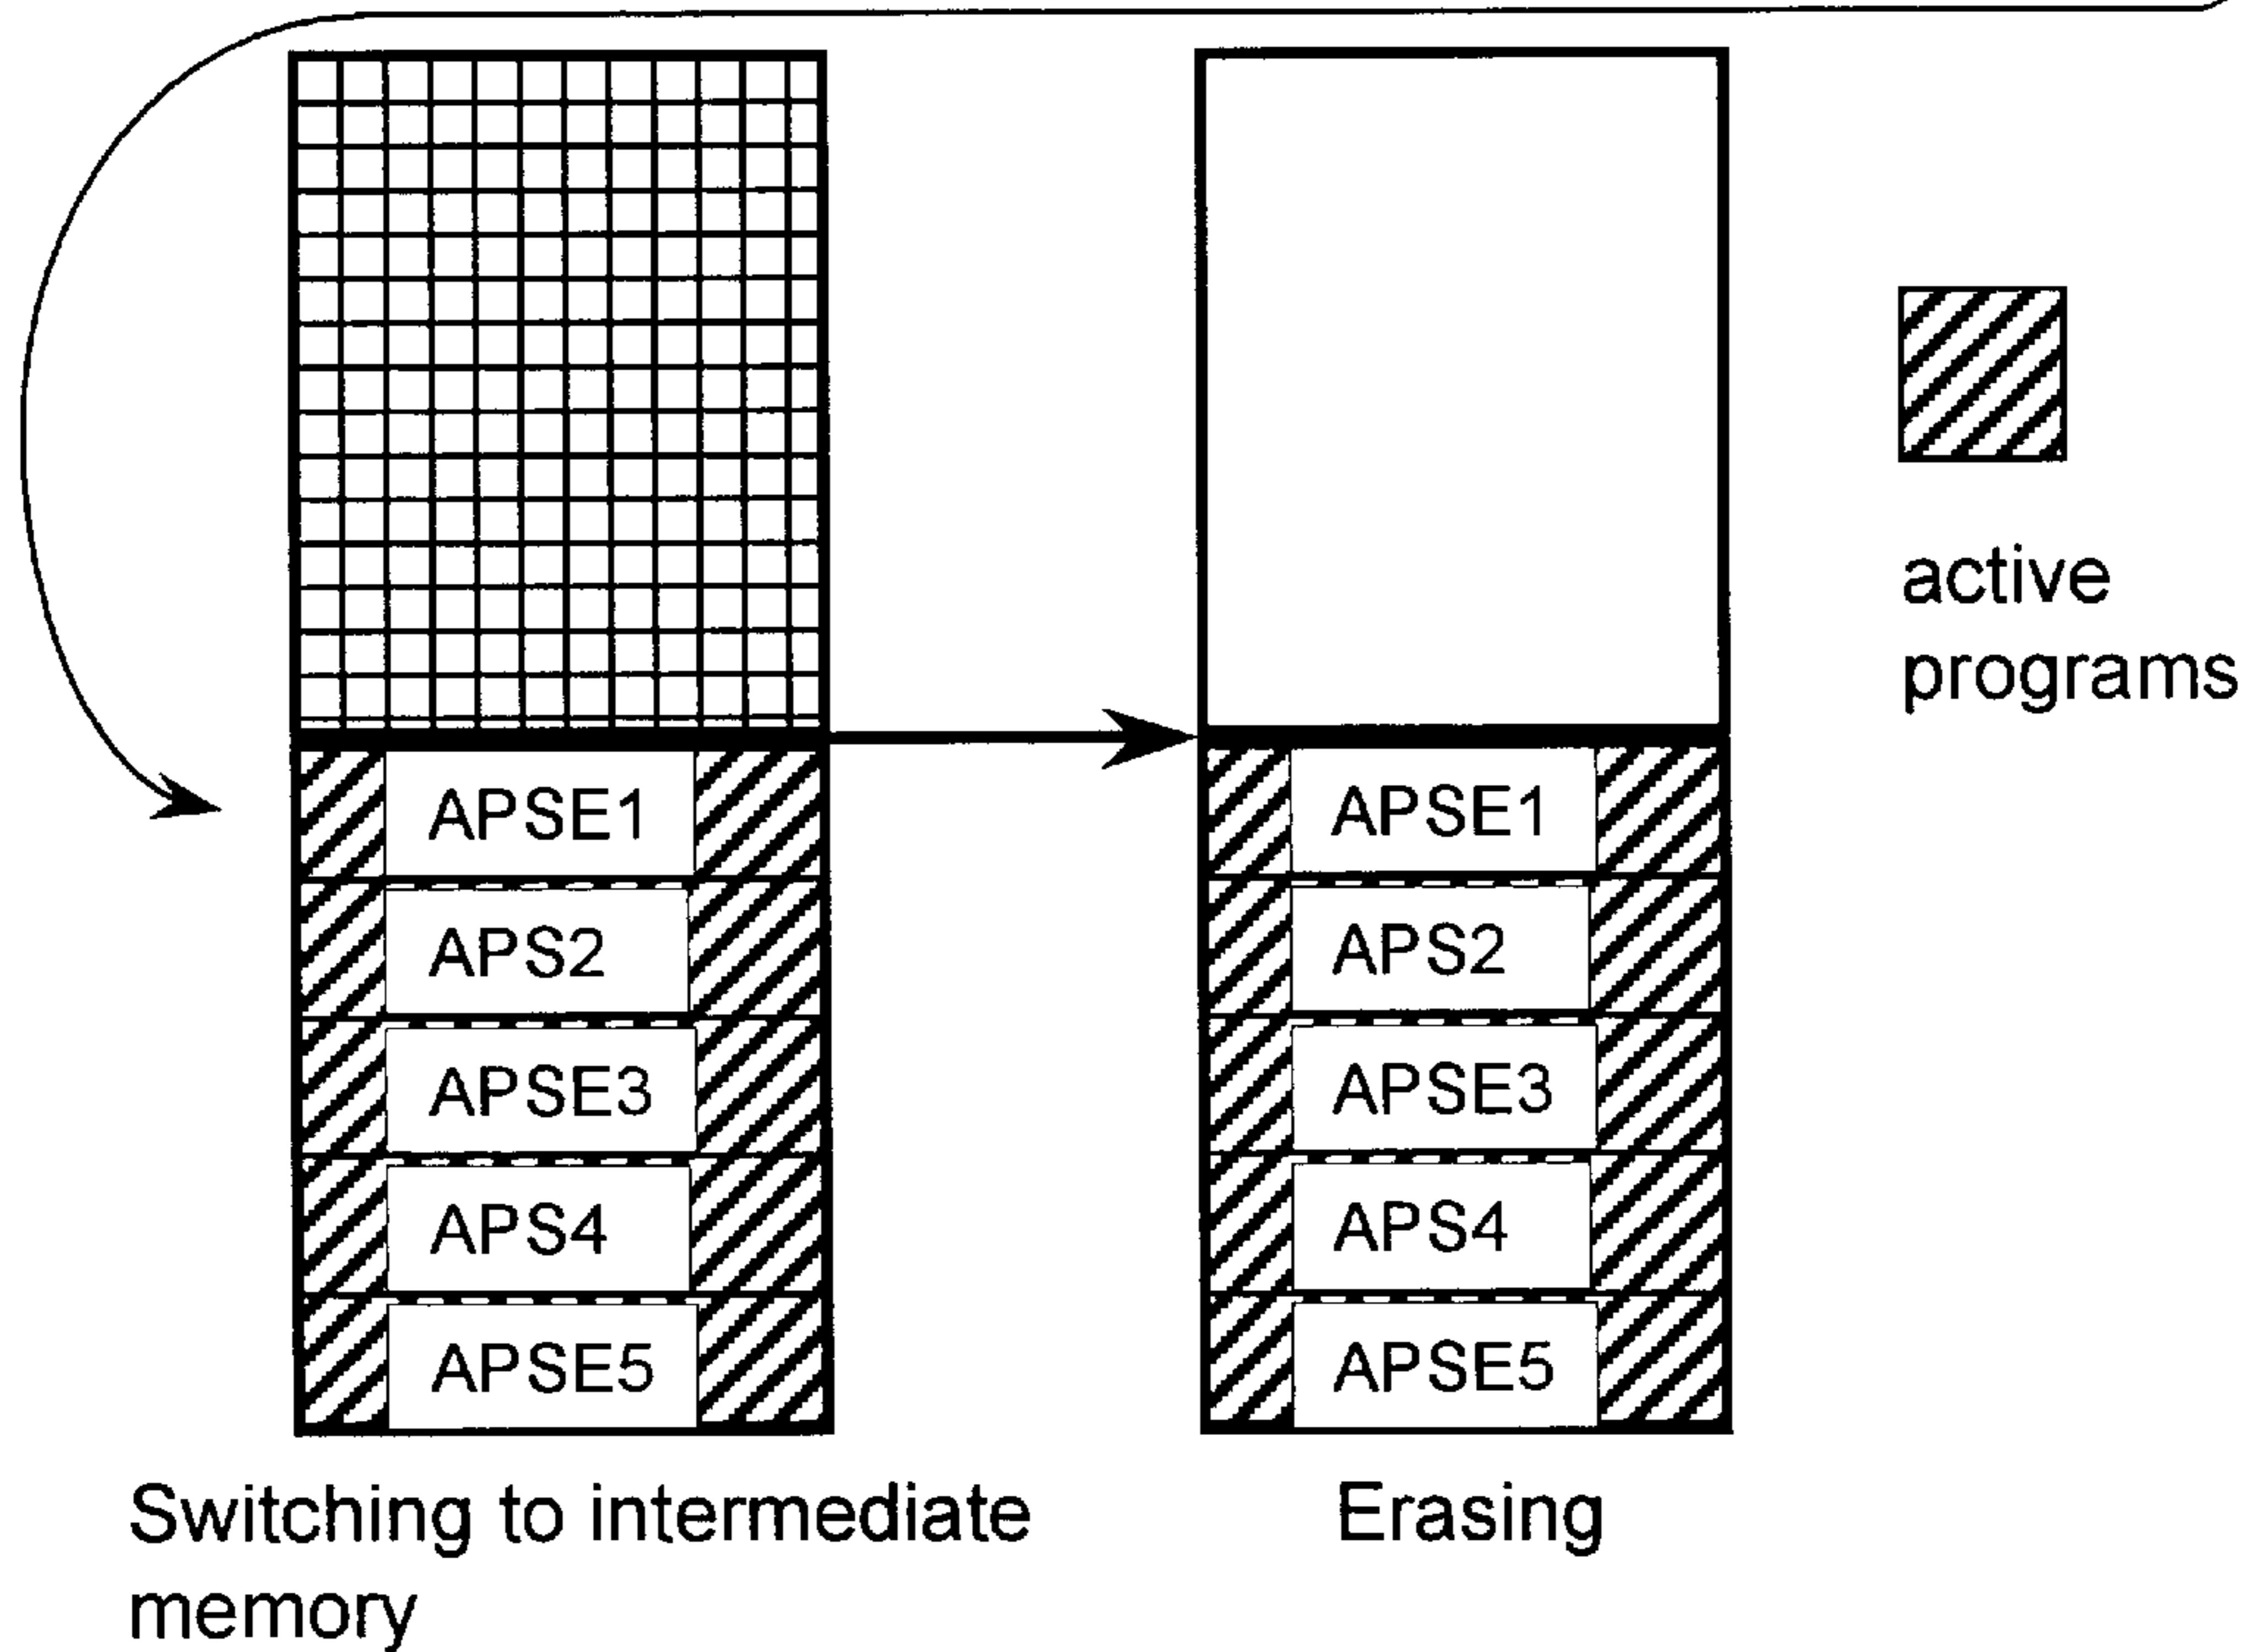 APSE1
APS2
APSE3
APS4
APSE5
Switching to intermediate
memory
APSE1
APS2
APSE3
APS4
APSE5
Erasing
active
programs